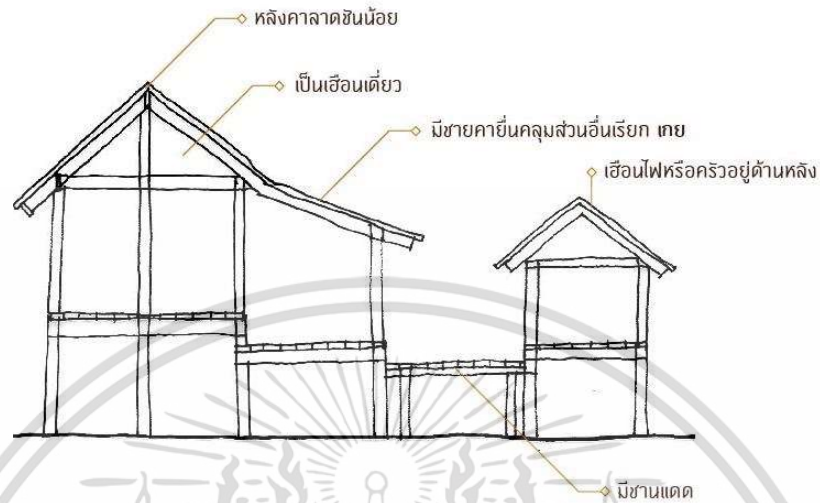 หลังคาลาดชันน้อย
เป็นเฮือนเดี่ยว
มีชายคายื่นคลุมส่วนอื่นเรียก เกย
เฮือนไฟหรือครัวอยู่ด้านหลัง
มีชานแดด